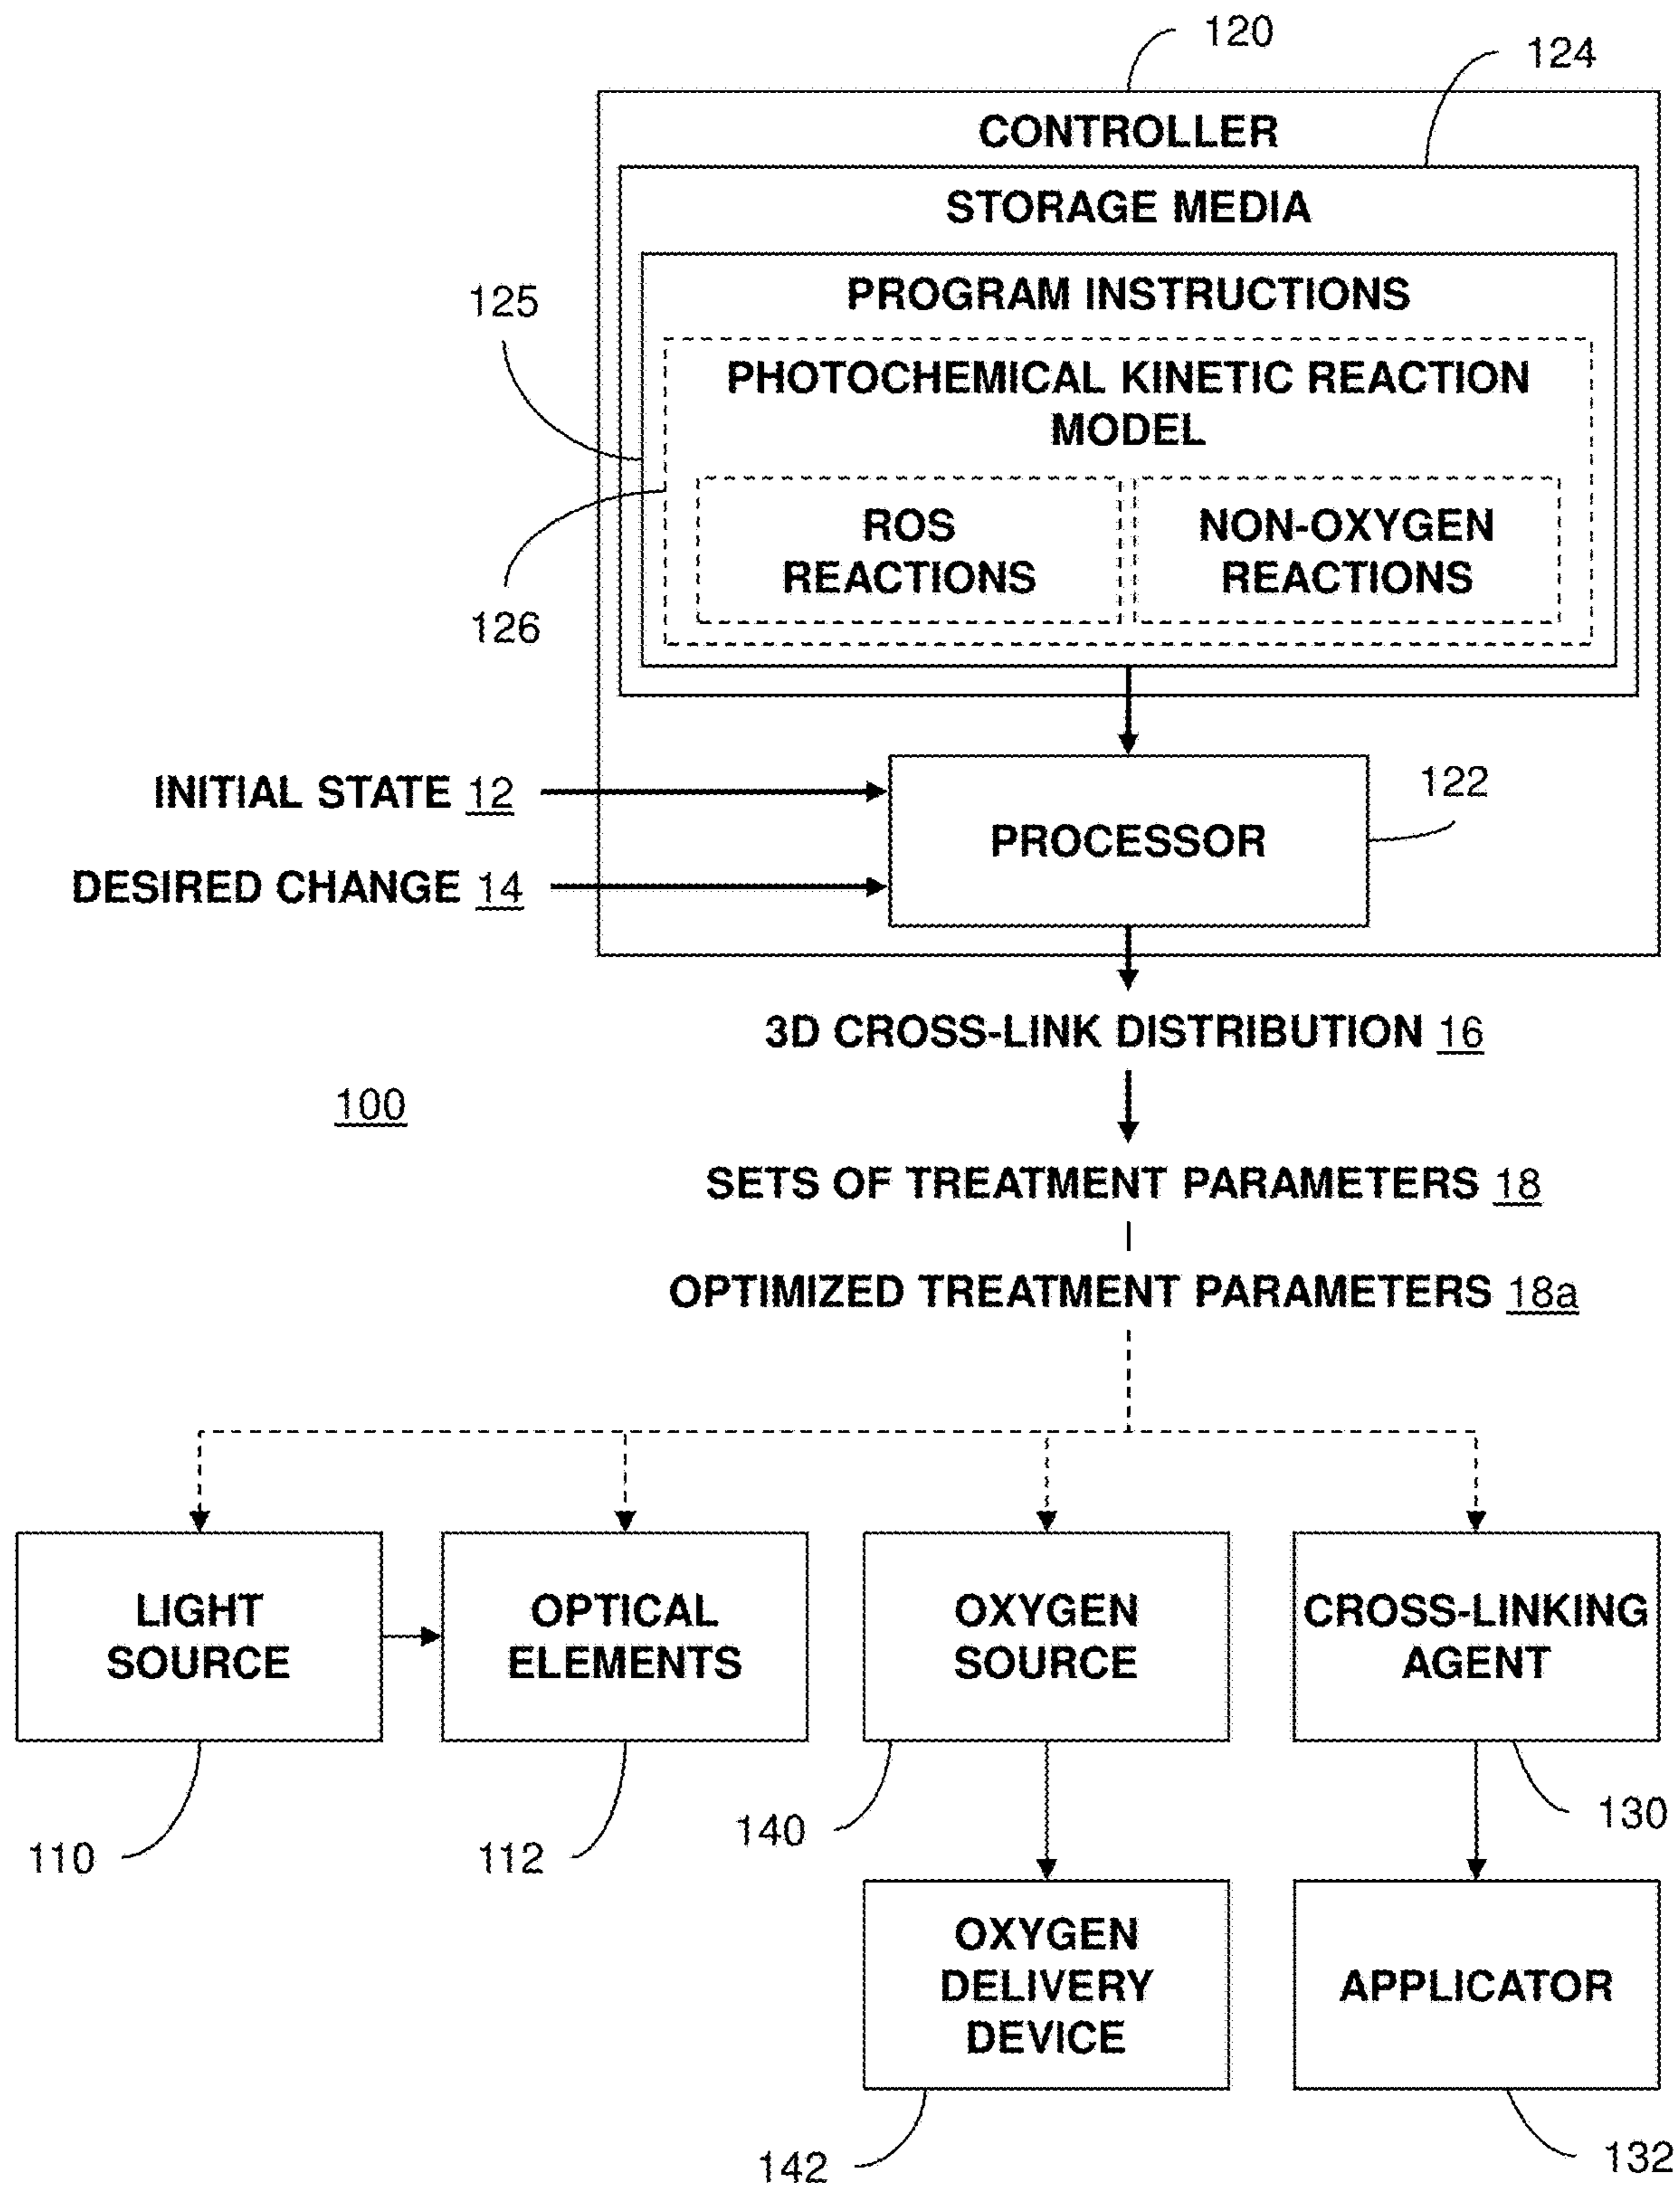 120
124
CONTROLLER
STORAGE MEDIA
PROGRAM INSTRUCTIONS
125
PHOTOCHEMICAL KINETIC REACTION
MODEL
ROS
REACTIONS
NON-OXYGEN
REACTIONS
126
INITIAL STATE 12
122
PROCESSOR
DESIRED CHANGE 14
3D CROSS-LINK DISTRIBUTION 16
100
SETS OF TREATMENT PARAMETERS 18
OPTIMIZED TREATMENT PARAMETERS 18a
LIGHT
SOURCE
OPTICAL
ELEMENTS
OXYGEN
SOURCE
CROSS-LINKING
AGENT
110
112
140
130
OXYGEN
DELIVERY
DEVICE
APPLICATOR
142
132